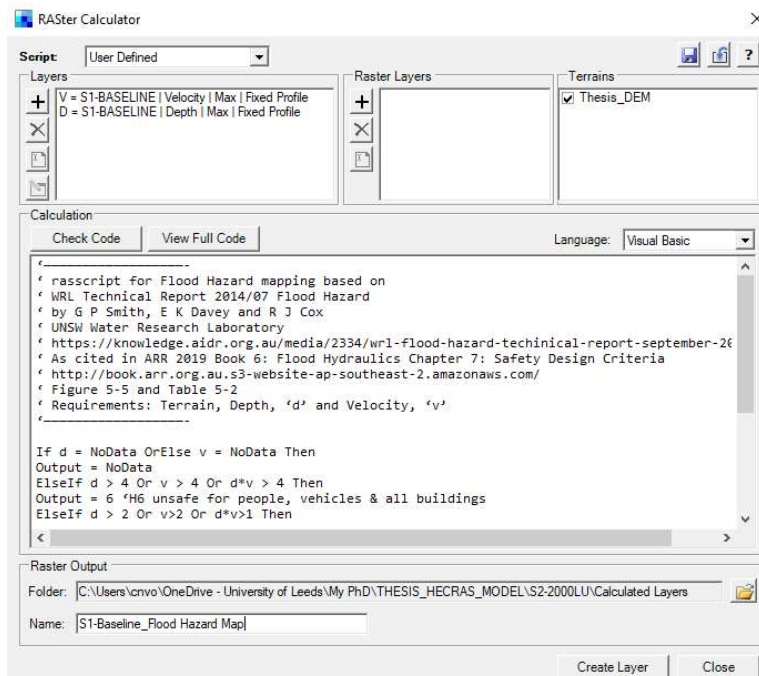 RASter Calculator
Script: User Defined
Layers
V = S1-BASELINE | Velocity | Max | Fixed Profile
D = S1-BASELINE | Depth | Max | Fixed Profile
Raster Layers
Terrains
Thesis_DEM
Calculation
Check Code View Full Code Language: Visual Basic
‘——————————————————-
‘ rasscript for Flood Hazard mapping based on
‘ WRL Technical Report 2014/07 Flood Hazard
‘ by G P Smith, E K Davey and R J Cox
‘ UNSW Water Research Laboratory
‘ https://knowledge.aidr.org.au/media/2334/wrl-flood-hazard-techinical-report-september-20
‘ As cited in ARR 2019 Book 6: Flood Hydraulics Chapter 7: Safety Design Criteria
‘ http://book.arr.org.au.s3-website-ap-southeast-2.amazonaws.com/
‘ Figure 5-5 and Table 5-2
‘ Requirements: Terrain, Depth, ‘d’ and Velocity, ‘v’
‘——————————————————-
If d = NoData OrElse v = NoData Then
Output = NoData
ElseIf d > 4 Or v > 4 Or d*v > 4 Then
Output = 6 ‘H6 unsafe for people, vehicles & all buildings
ElseIf d > 2 Or v>2 Or d*v>1 Then
Raster Output
Folder: C:\Users\cnvo\OneDrive - University of Leeds\My PhD\THESIS_HECRAS_MODEL\S2-2000LU\Calculated Layers
Name: S1-Baseline_Flood Hazard Map
Create Layer Close